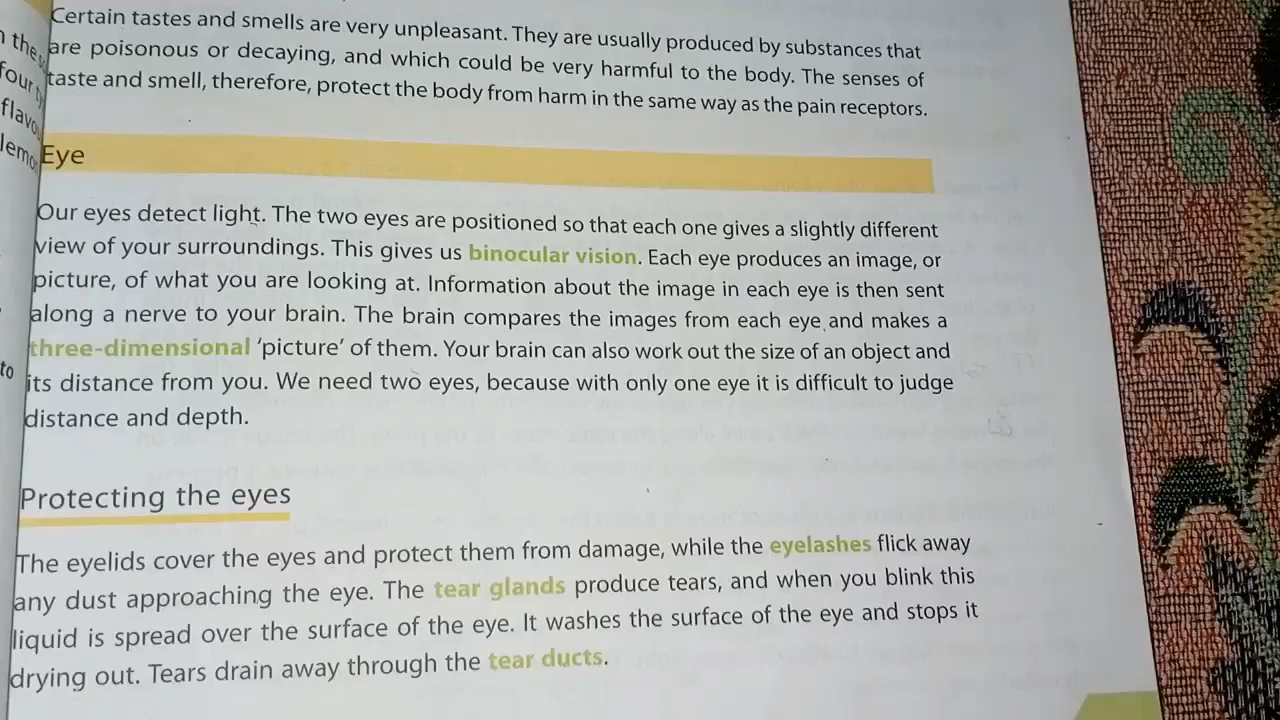 Certain tastes and smells are very unpleasant. They are usually produced by substances that
are poisonous or decaying, and which could be very harmful to the body. The senses of
taste and smell, therefore, protect the body from harm in the same way as the pain receptors.
Eye
Our eyes detect light. The two eyes are positioned so that each one gives a slightly different
view of your surroundings. This gives us binocular vision. Each eye produces an image, or
picture, of what you are looking at. Information about the image in each eye is then sent
along a nerve to your brain. The brain compares the images from each eye and makes a
three-dimensional ‘picture’ of them. Your brain can also work out the size of an object and
its distance from you. We need two eyes, because with only one eye it is difficult to judge
distance and depth.
Protecting the eyes
The eyelids cover the eyes and protect them from damage, while the eyelashes flick away
any dust approaching the eye. The tear glands produce tears, and when you blink this
liquid is spread over the surface of the eye. It washes the surface of the eye and stops it
drying out. Tears drain away through the tear ducts.